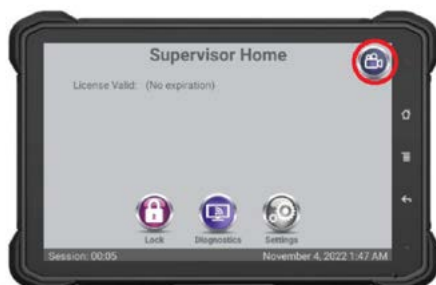 Supervisor Home
License Valid: (No expiration)
Lock
Diagnostics
Settings
Session: 00:05
November 4, 2022 1:47 AM